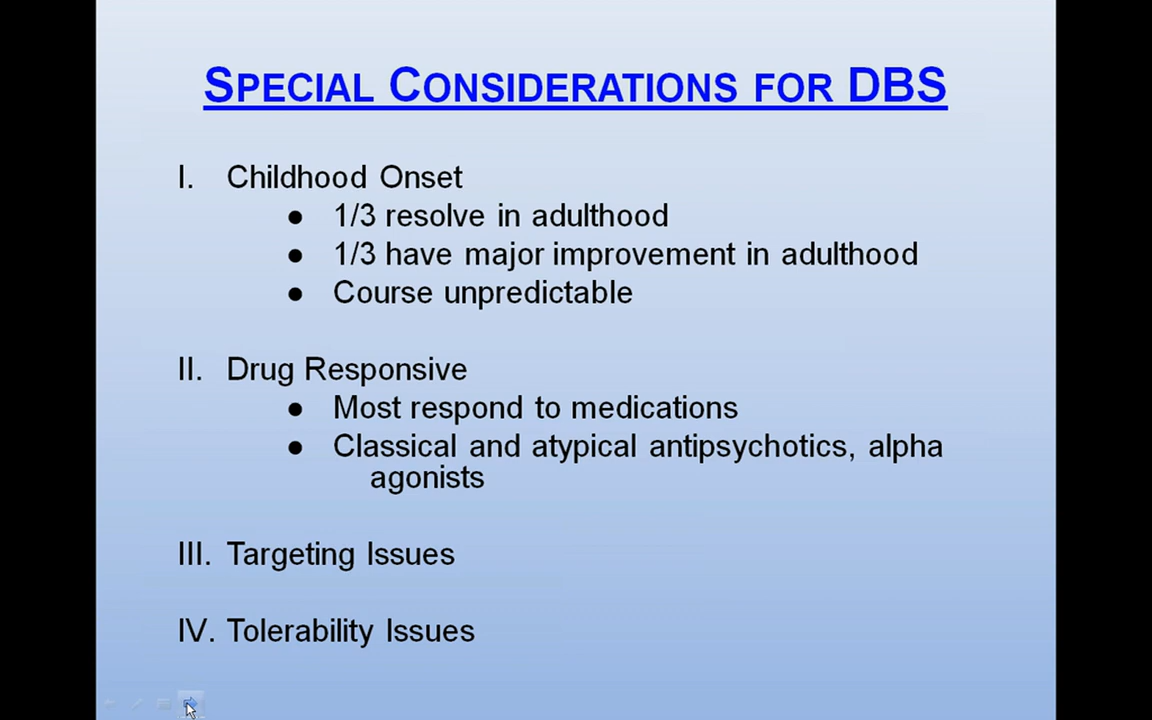 SPECIAL CONSIDERATIONS FOR DBS
I. Childhood Onset
● 1/3 resolve in adulthood
● 1/3 have major improvement in adulthood
● Course unpredictable
II. Drug Responsive
● Most respond to medications
● Classical and atypical antipsychotics, alpha
agonists
III. Targeting Issues
IV. Tolerability Issues